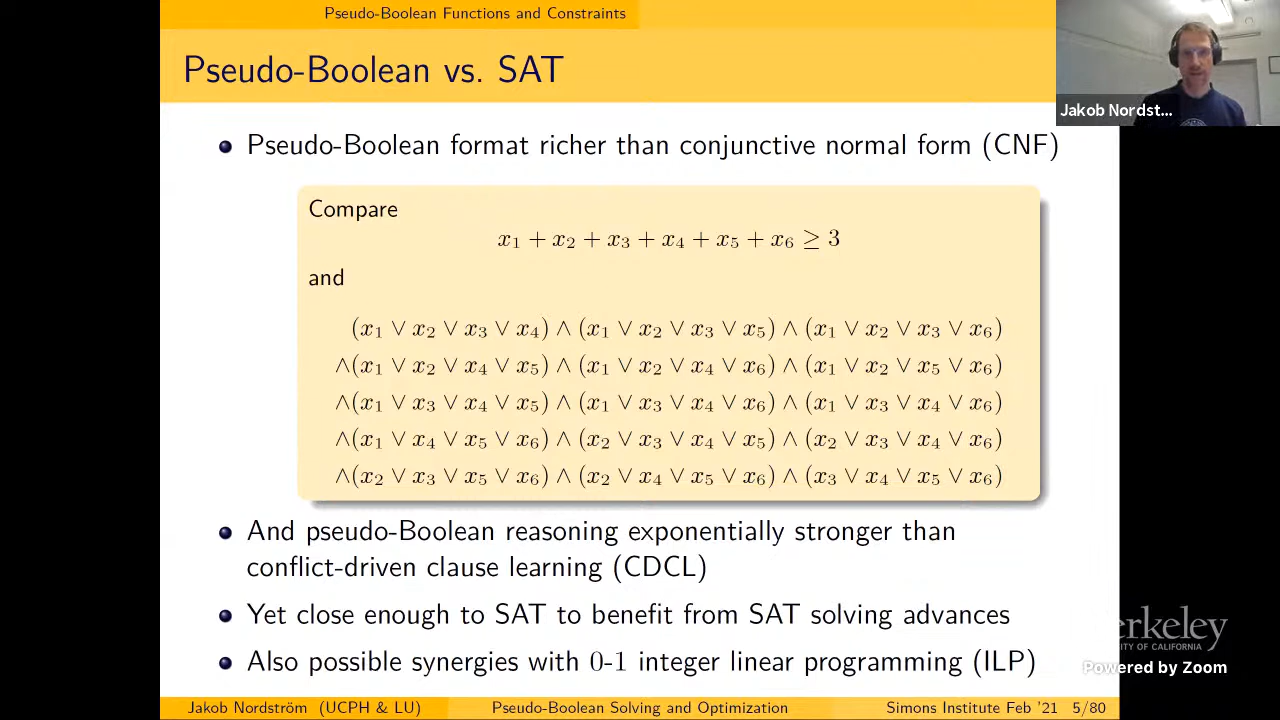 Pseudo-Boolean Functions and Constraints
Pseudo-Boolean vs. SAT
Jakob Nordst...
Pseudo-Boolean format richer than conjunctive normal form (CNF)
Compare
x₁ + x₂ + x₃ + x₄ + x₅ + x₆ ≥ 3
and
(x₁ ∨ x₂ ∨ x₃ ∨ x₄) ∧ (x₁ ∨ x₂ ∨ x₃ ∨ x₅) ∧ (x₁ ∨ x₂ ∨ x₃ ∨ x₆)
∧(x₁ ∨ x₂ ∨ x₄ ∨ x₅) ∧ (x₁ ∨ x₂ ∨ x₄ ∨ x₆) ∧ (x₁ ∨ x₂ ∨ x₅ ∨ x₆)
∧(x₁ ∨ x₃ ∨ x₄ ∨ x₅) ∧ (x₁ ∨ x₃ ∨ x₄ ∨ x₆) ∧ (x₁ ∨ x₃ ∨ x₄ ∨ x₆)
∧(x₁ ∨ x₄ ∨ x₅ ∨ x₆) ∧ (x₂ ∨ x₃ ∨ x₄ ∨ x₅) ∧ (x₂ ∨ x₃ ∨ x₄ ∨ x₆)
∧(x₂ ∨ x₃ ∨ x₅ ∨ x₆) ∧ (x₂ ∨ x₄ ∨ x₅ ∨ x₆) ∧ (x₃ ∨ x₄ ∨ x₅ ∨ x₆)
And pseudo-Boolean reasoning exponentially stronger than
conflict-driven clause learning (CDCL)
Yet close enough to SAT to benefit from SAT solving advances
Also possible synergies with 0-1 integer linear programming (ILP)
erkeley
TY OF CALIFORNIA
Powered by Zoom
Jakob Nordström (UCPH & LU) Pseudo-Boolean Solving and Optimization Simons Institute Feb '21 5/80